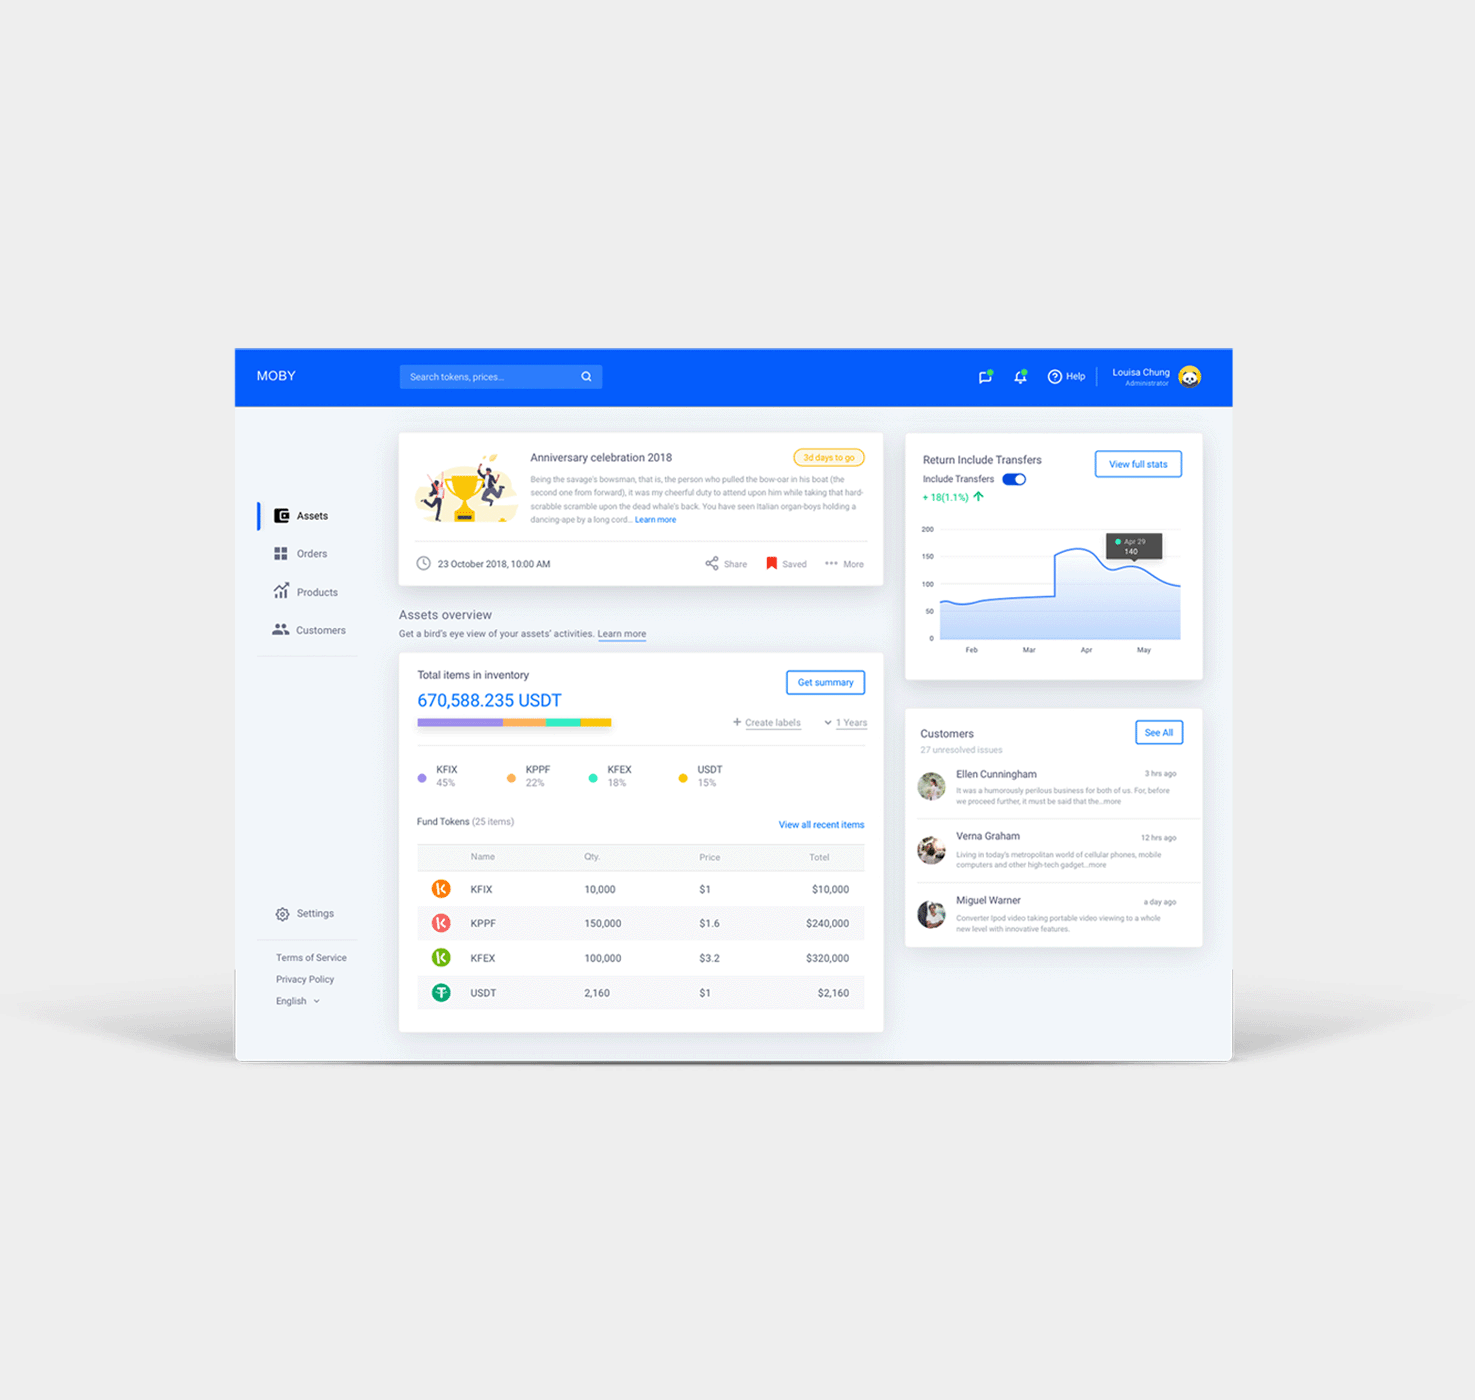 MOBY
Search tokens, prices...
Help
Louisa Chung
Administrator
Assets
Orders
Products
Customers
Settings
Terms of Service
Privacy Policy
English
Anniversary celebration 2018
3d days to go
Being the savage's bowsman, that is, the person who pulled the bow-oar in his boat (the
second one from forward), it was my cheerful duty to attend upon him while taking that hard-
scrabble scramble upon the dead whale's back. You have seen Italian organ-boys holding a
dancing-ape by a long cord... Learn more
23 October 2018, 10:00 AM
Share
Saved
More
Assets overview
Get a bird's eye view of your assets' activities. Learn more
Total items in inventory
Get summary
670,588.235 USDT
+ Create labels
1 Years
KFIX
45%
KPPF
22%
KFEX
18%
USDT
15%
Fund Tokens (25 items)
View all recent items
Name Qty. Price Totel
KFIX 10,000 $1 $10,000
KPPF 150,000 $1.6 $240,000
KFEX 100,000 $3.2 $320,000
USDT 2,160 $1 $2,160
Return Include Transfers
View full stats
Include Transfers
+ 18(1.1%)
200
150
100
50
0
Apr 29
140
Feb Mar Apr May
Customers
See All
27 unresolved issues
Ellen Cunningham
3 hrs ago
It was a humorously perilous business for both of us. For, before
we proceed further, it must be said that the...more
Verna Graham
12 hrs ago
Living in today's metropolitan world of cellular phones, mobile
computers and other high-tech gadget...more
Miguel Warner
a day ago
Converter Ipod video taking portable video viewing to a whole
new level with innovative features.